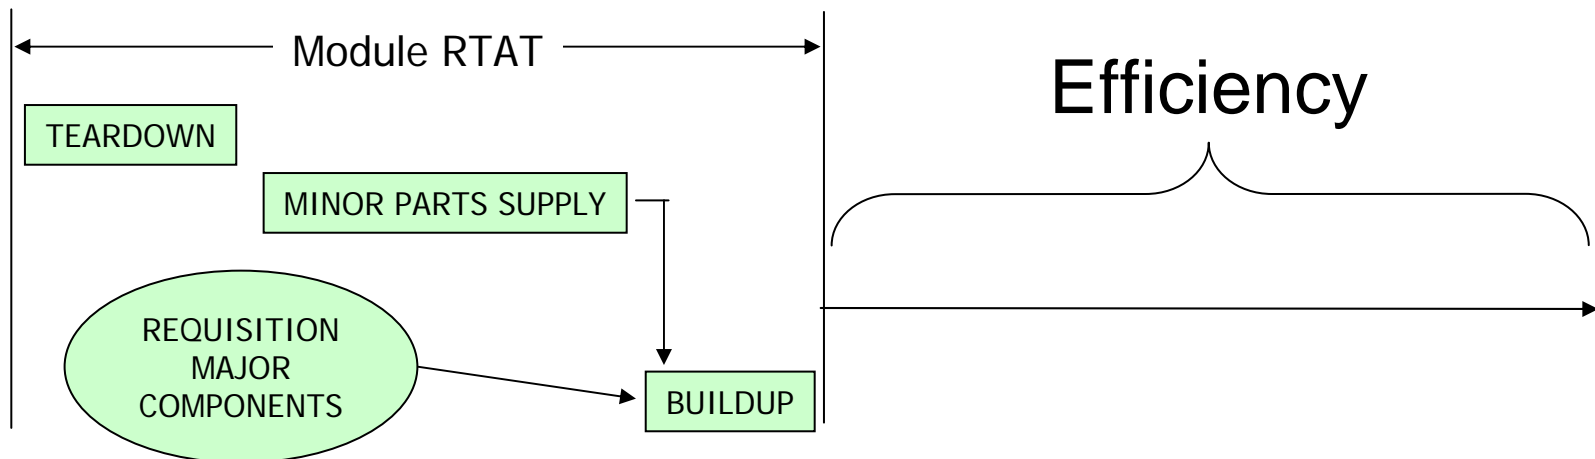 Module RTAT
Efficiency
TEARDOWN
MINOR PARTS SUPPLY
REQUISITION
MAJOR
COMPONENTS
BUILDUP